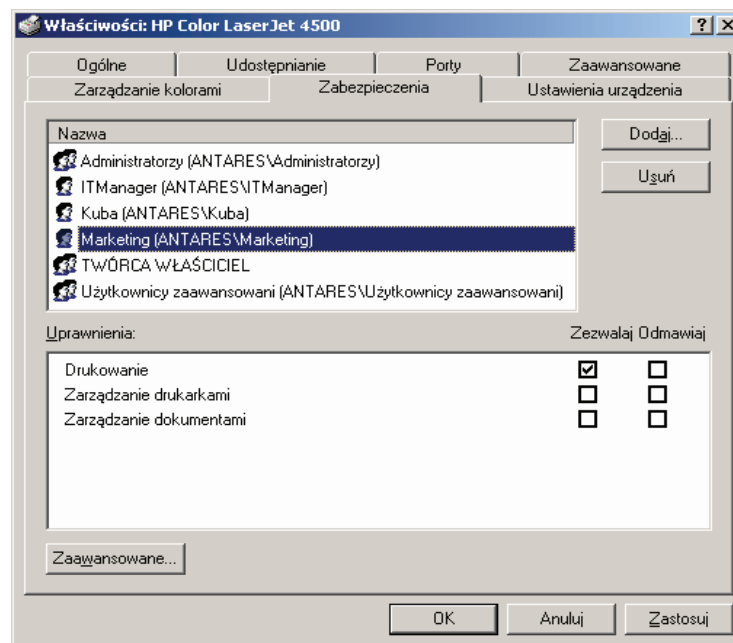 Właściwości: HP Color LaserJet 4500
Ogólne Udostępnianie Porty Zaawansowane
Zarządzanie kolorami Zabezpieczenia Ustawienia urządzenia
Nazwa
Dodaj...
Administratorzy (ANTARES\Administratorzy)
Usuń
ITManager (ANTARES\ITManager)
Kuba (ANTARES\Kuba)
Marketing (ANTARES\Marketing)
TWÓRCA WŁAŚCICIEL
Użytkownicy zaawansowani (ANTARES\Użytkownicy zaawansowani)
Uprawnienia: Zezwalaj Odmawiaj
Drukowanie
Zarządzanie drukarkami
Zarządzanie dokumentami
Zaawansowane...
OK Anuluj Zastosuj